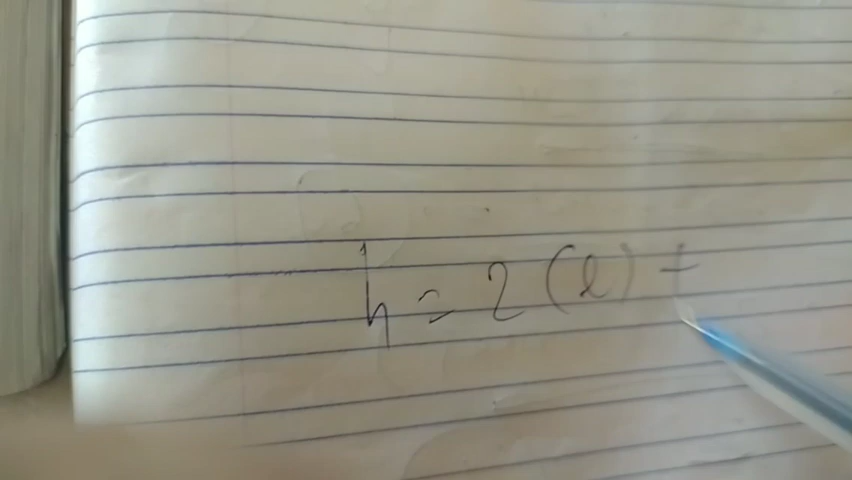 h = 2 (l) +